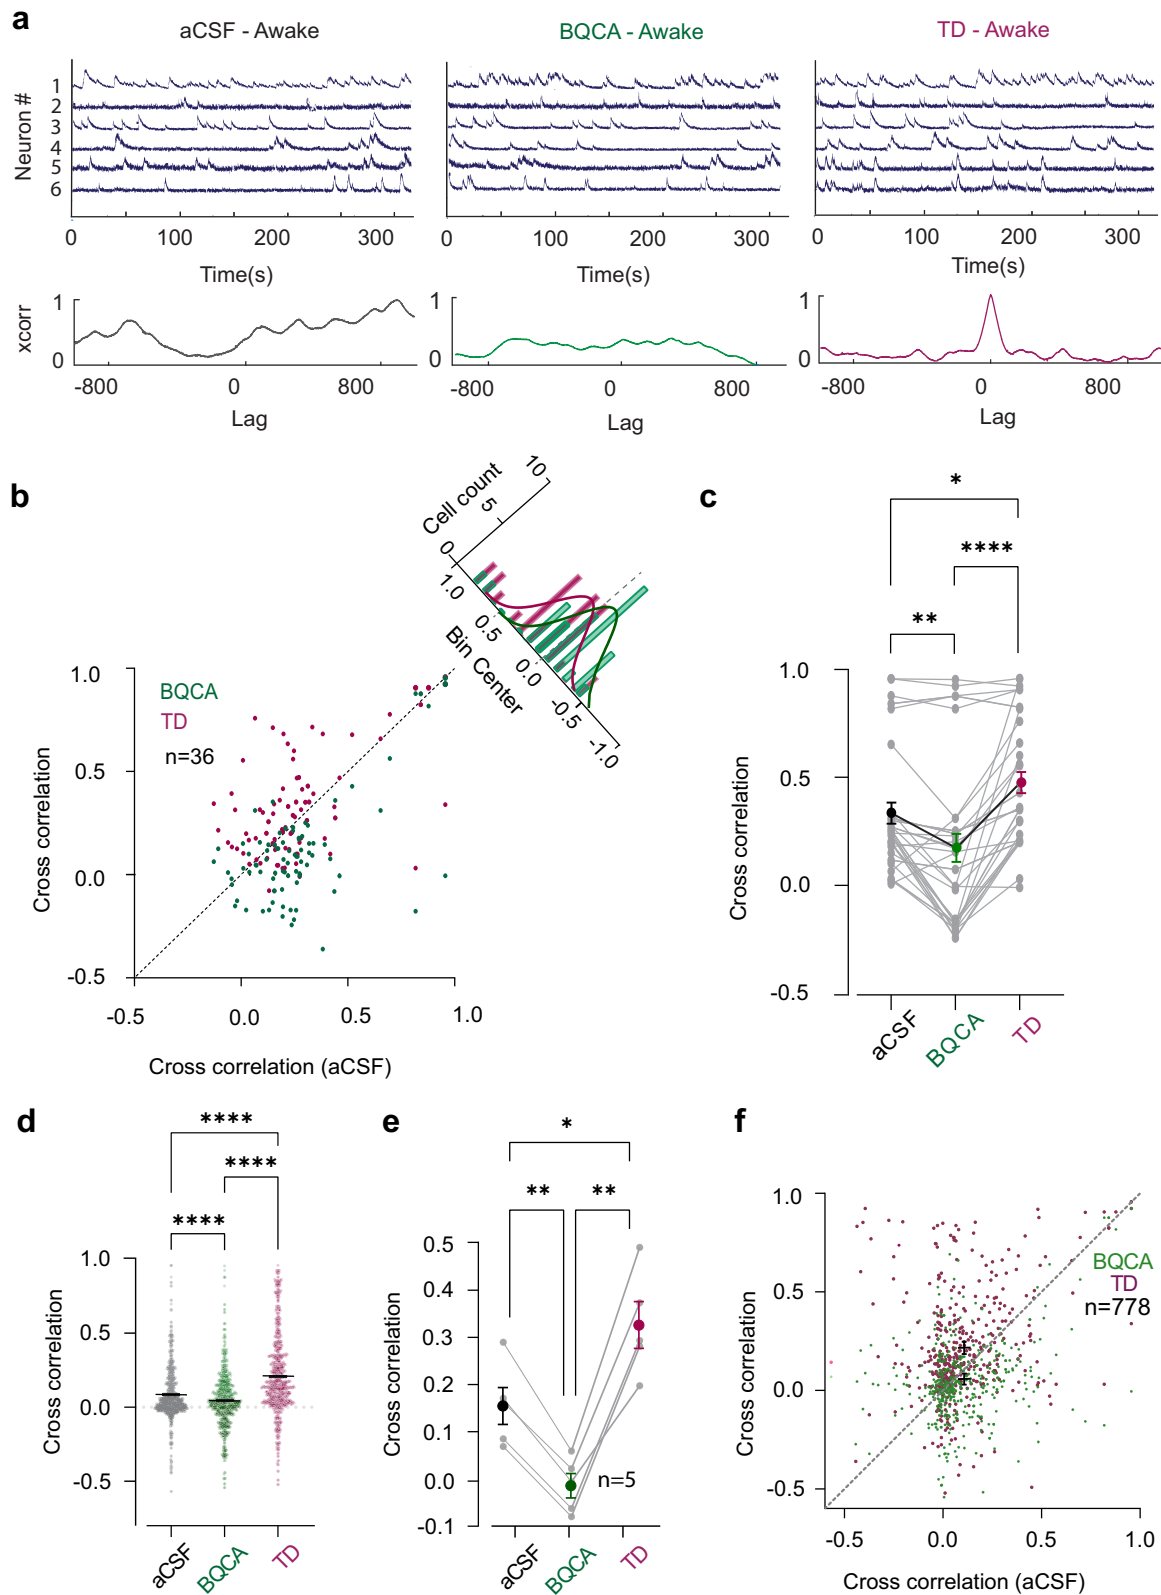 a
aCSF - Awake
BQCA - Awake
TD - Awake
Neuron #
1
2
3
4
5
6
0 100 200 300
0 100 200 300
0 100 200 300
Time(s)
Time(s)
Time(s)
xcorr
1
0
1
0
1
0
-800 0 800
-800 0 800
-800 0 800
Lag
Lag
Lag
b
Cell count
0 5 10
1.0 0.5 0.0 -0.5 -1.0
Bin Center
BQCA
TD
n=36
Cross correlation
1.0
0.5
0.0
-0.5
-0.5 0.0 0.5 1.0
Cross correlation (aCSF)
c
*
****
**
Cross correlation
1.0
0.5
0.0
-0.5
aCSF BQCA TD
d
****
****
****
Cross correlation
1.0
0.5
0.0
-0.5
aCSF BQCA TD
e
*
** **
Cross correlation
0.5
0.3
0.2
0.1
0.0
-0.1
n=5
aCSF BQCA TD
f
Cross correlation
1.0
0.5
0.0
-0.5
BQCA
TD
n=778
-0.5 0.0 0.5 1.0
Cross correlation (aCSF)